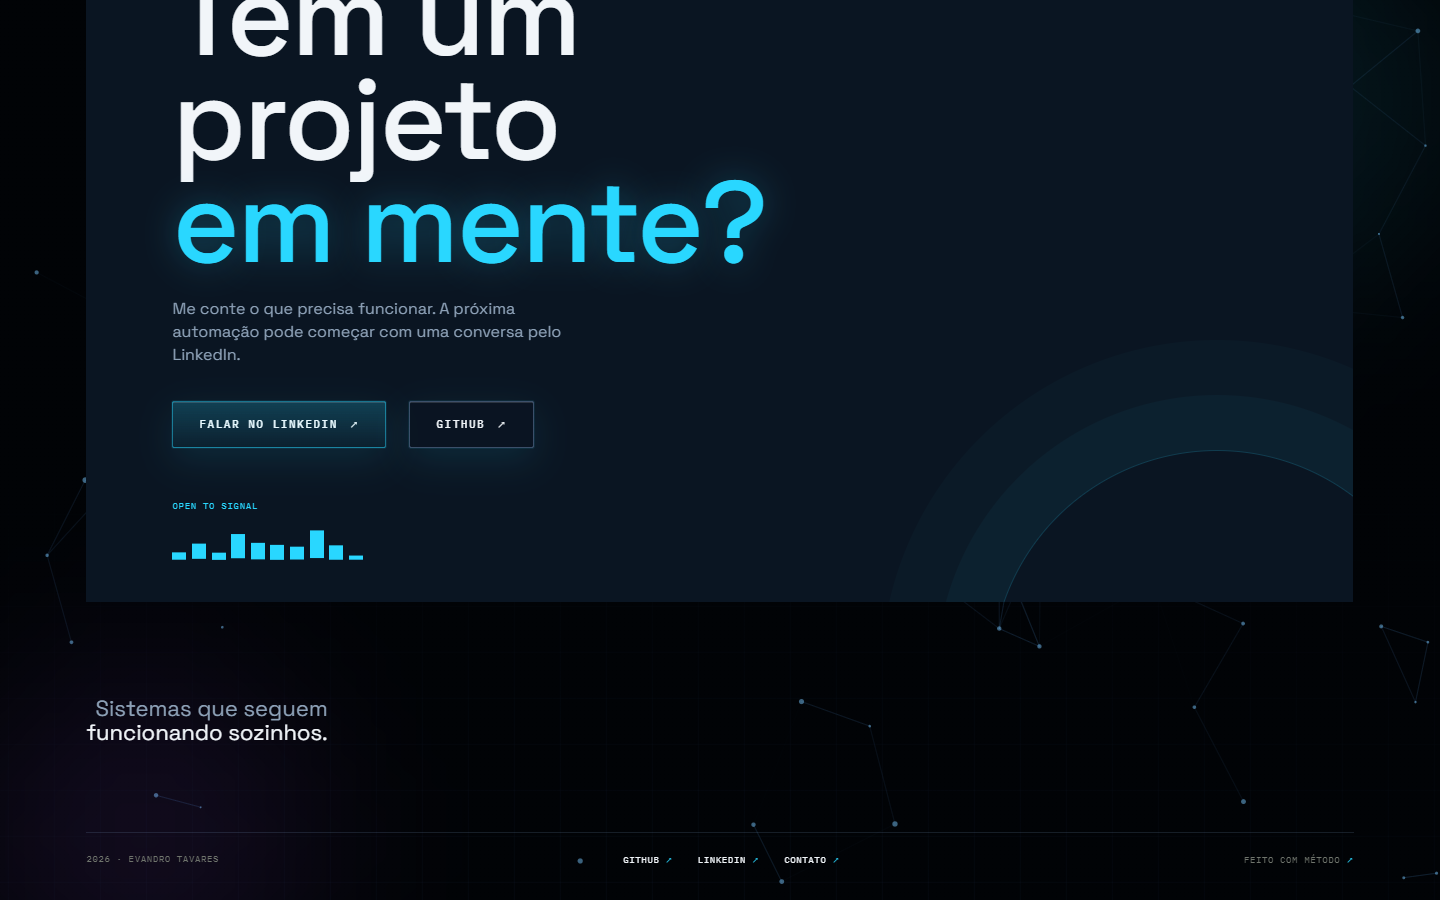 Tem um
projeto
em mente?
Me conte o que precisa funcionar. A próxima
automação pode começar com uma conversa pelo
LinkedIn.
FALAR NO LINKEDIN ↗
GITHUB ↗
OPEN TO SIGNAL
Sistemas que seguem
funcionando sozinhos.
2026 · EVANDRO TAVARES
GITHUB ↗ LINKEDIN ↗ CONTATO ↗
FEITO COM MÉTODO ↗